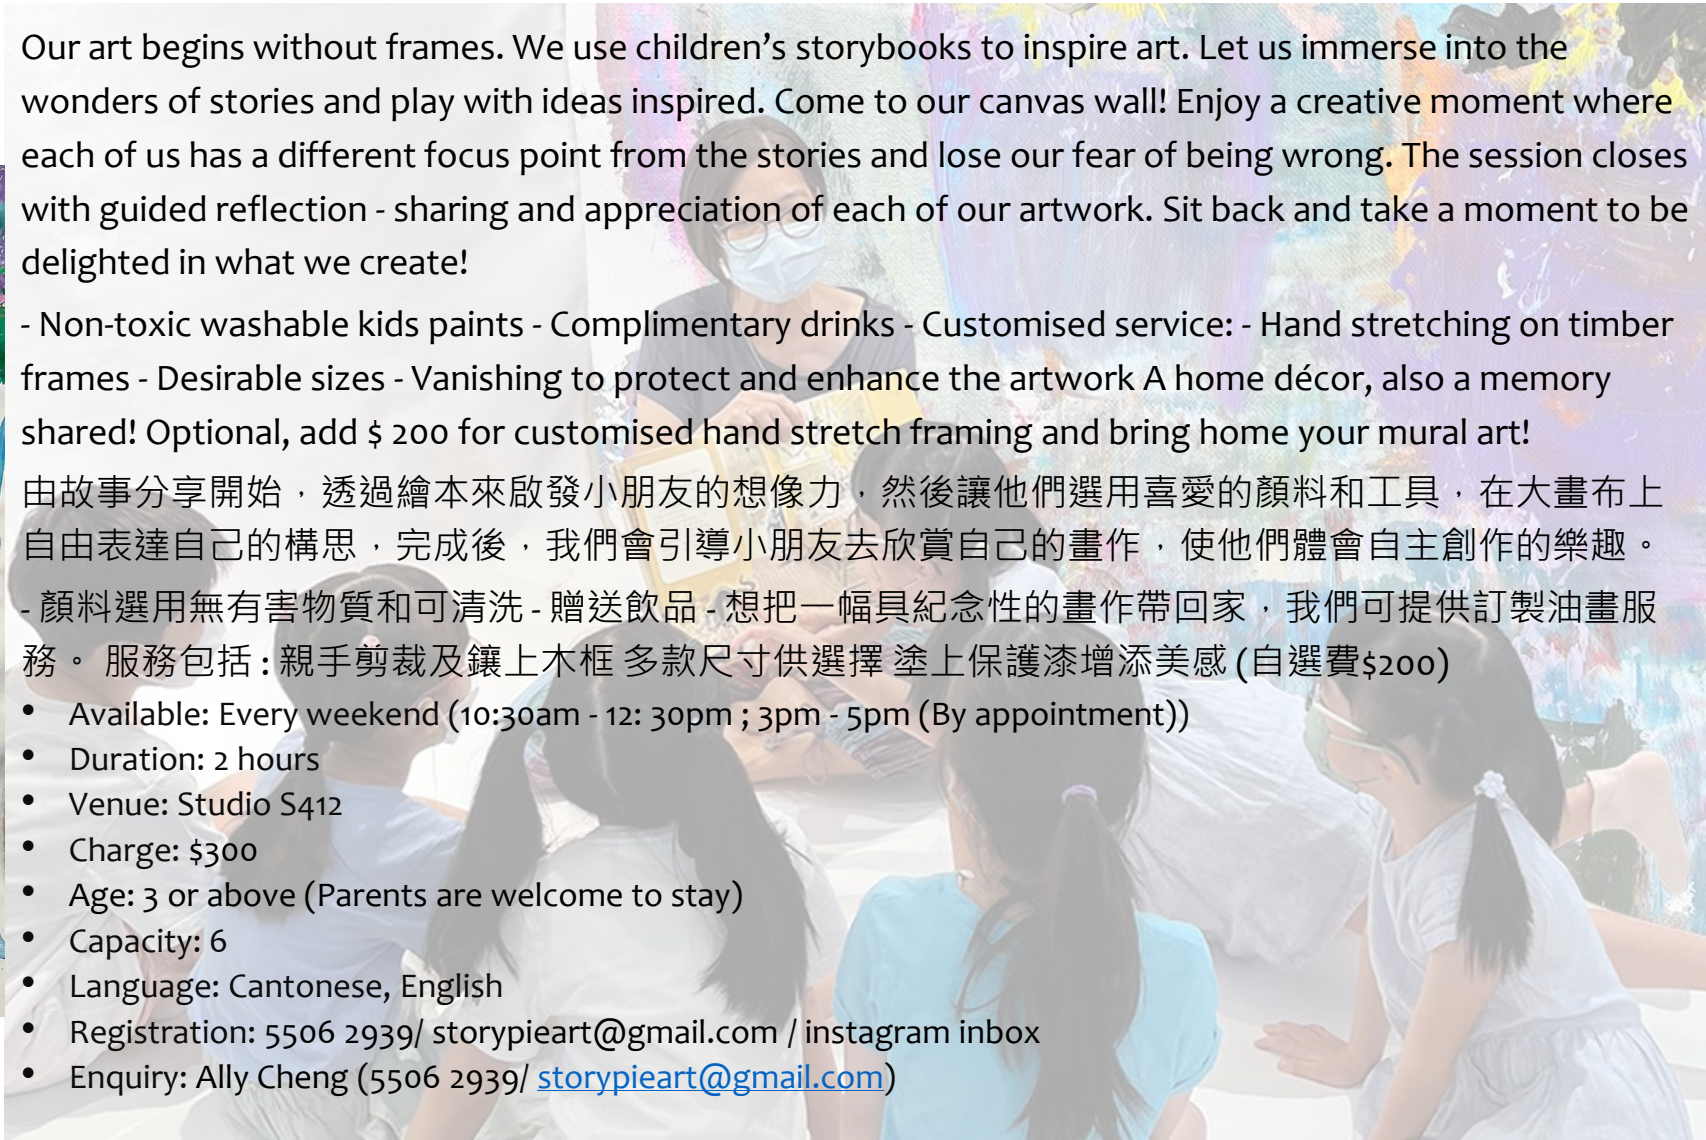 Our art begins without frames. We use children’s storybooks to inspire art. Let us immerse into the
wonders of stories and play with ideas inspired. Come to our canvas wall! Enjoy a creative moment where
each of us has a different focus point from the stories and lose our fear of being wrong. The session closes
with guided reflection - sharing and appreciation of each of our artwork. Sit back and take a moment to be
delighted in what we create!
- Non-toxic washable kids paints - Complimentary drinks - Customised service: - Hand stretching on timber
frames - Desirable sizes - Vanishing to protect and enhance the artwork A home décor, also a memory
shared! Optional, add $ 200 for customised hand stretch framing and bring home your mural art!
由故事分享開始，透過繪本來啟發小朋友的想像力，然後讓他們選用喜愛的顏料和工具，在大畫布上
自由表達自己的構思，完成後，我們會引導小朋友去欣賞自己的畫作，使他們體會自主創作的樂趣。
- 顏料選用無有害物質和可清洗 - 贈送飲品 - 想把一幅具紀念性的畫作帶回家，我們可提供訂製油畫服
務。 服務包括 : 親手剪裁及鑲上木框 多款尺寸供選擇 塗上保護漆增添美感 (自選費$200)
• Available: Every weekend (10:30am - 12: 30pm ; 3pm - 5pm (By appointment))
• Duration: 2 hours
• Venue: Studio S412
• Charge: $300
• Age: 3 or above (Parents are welcome to stay)
• Capacity: 6
• Language: Cantonese, English
• Registration: 5506 2939/ storypieart@gmail.com / instagram inbox
• Enquiry: Ally Cheng (5506 2939/ storypieart@gmail.com)